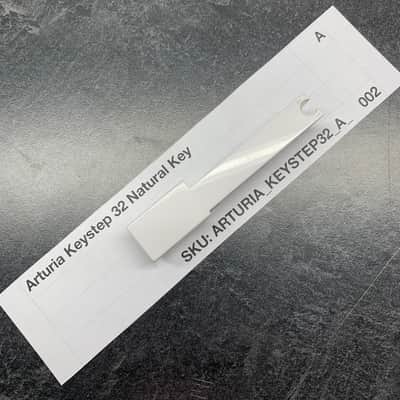 A
Arturia Keystep 32 Natural Key
SKU: ARTURIA_KEYSTEP32_A_ 002